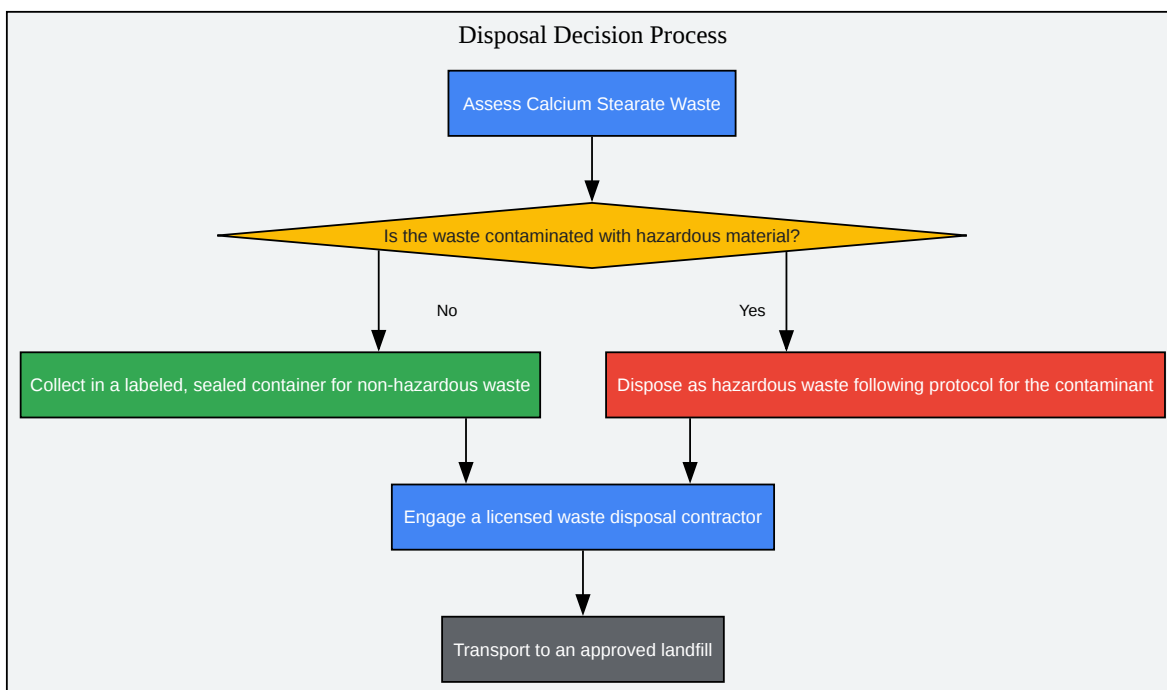 Disposal Decision Process
Assess Calcium Stearate Waste
Is the waste contaminated with hazardous material?
No
Yes
Collect in a labeled, sealed container for non-hazardous waste
Dispose as hazardous waste following protocol for the contaminant
Engage a licensed waste disposal contractor
Transport to an approved landfill